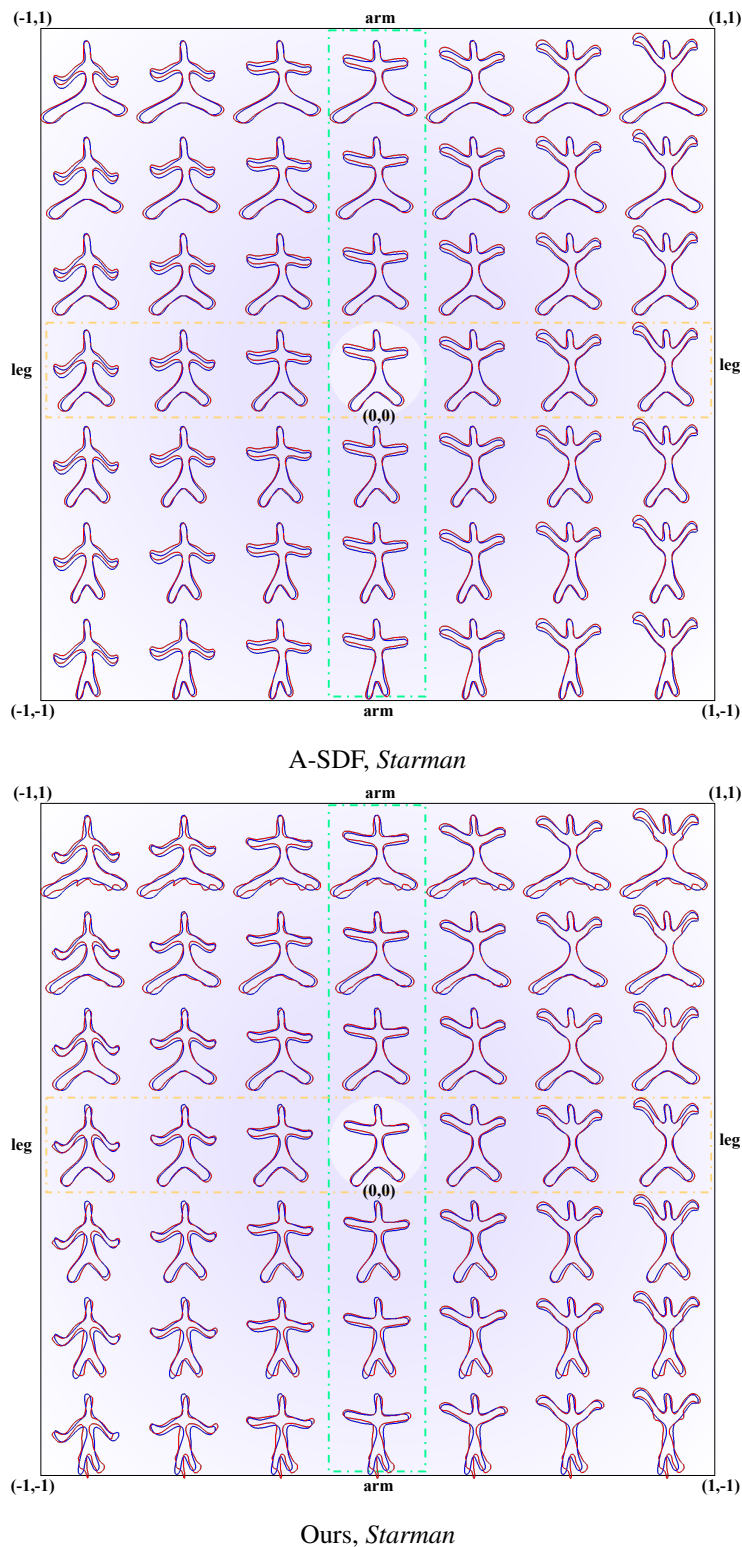 (-1,1) arm (1,1)
leg leg
(0,0)
(-1,-1) arm (1,-1)
A-SDF, Starman
(-1,1) arm (1,1)
leg leg
(0,0)
(-1,-1) arm (1,-1)
Ours, Starman